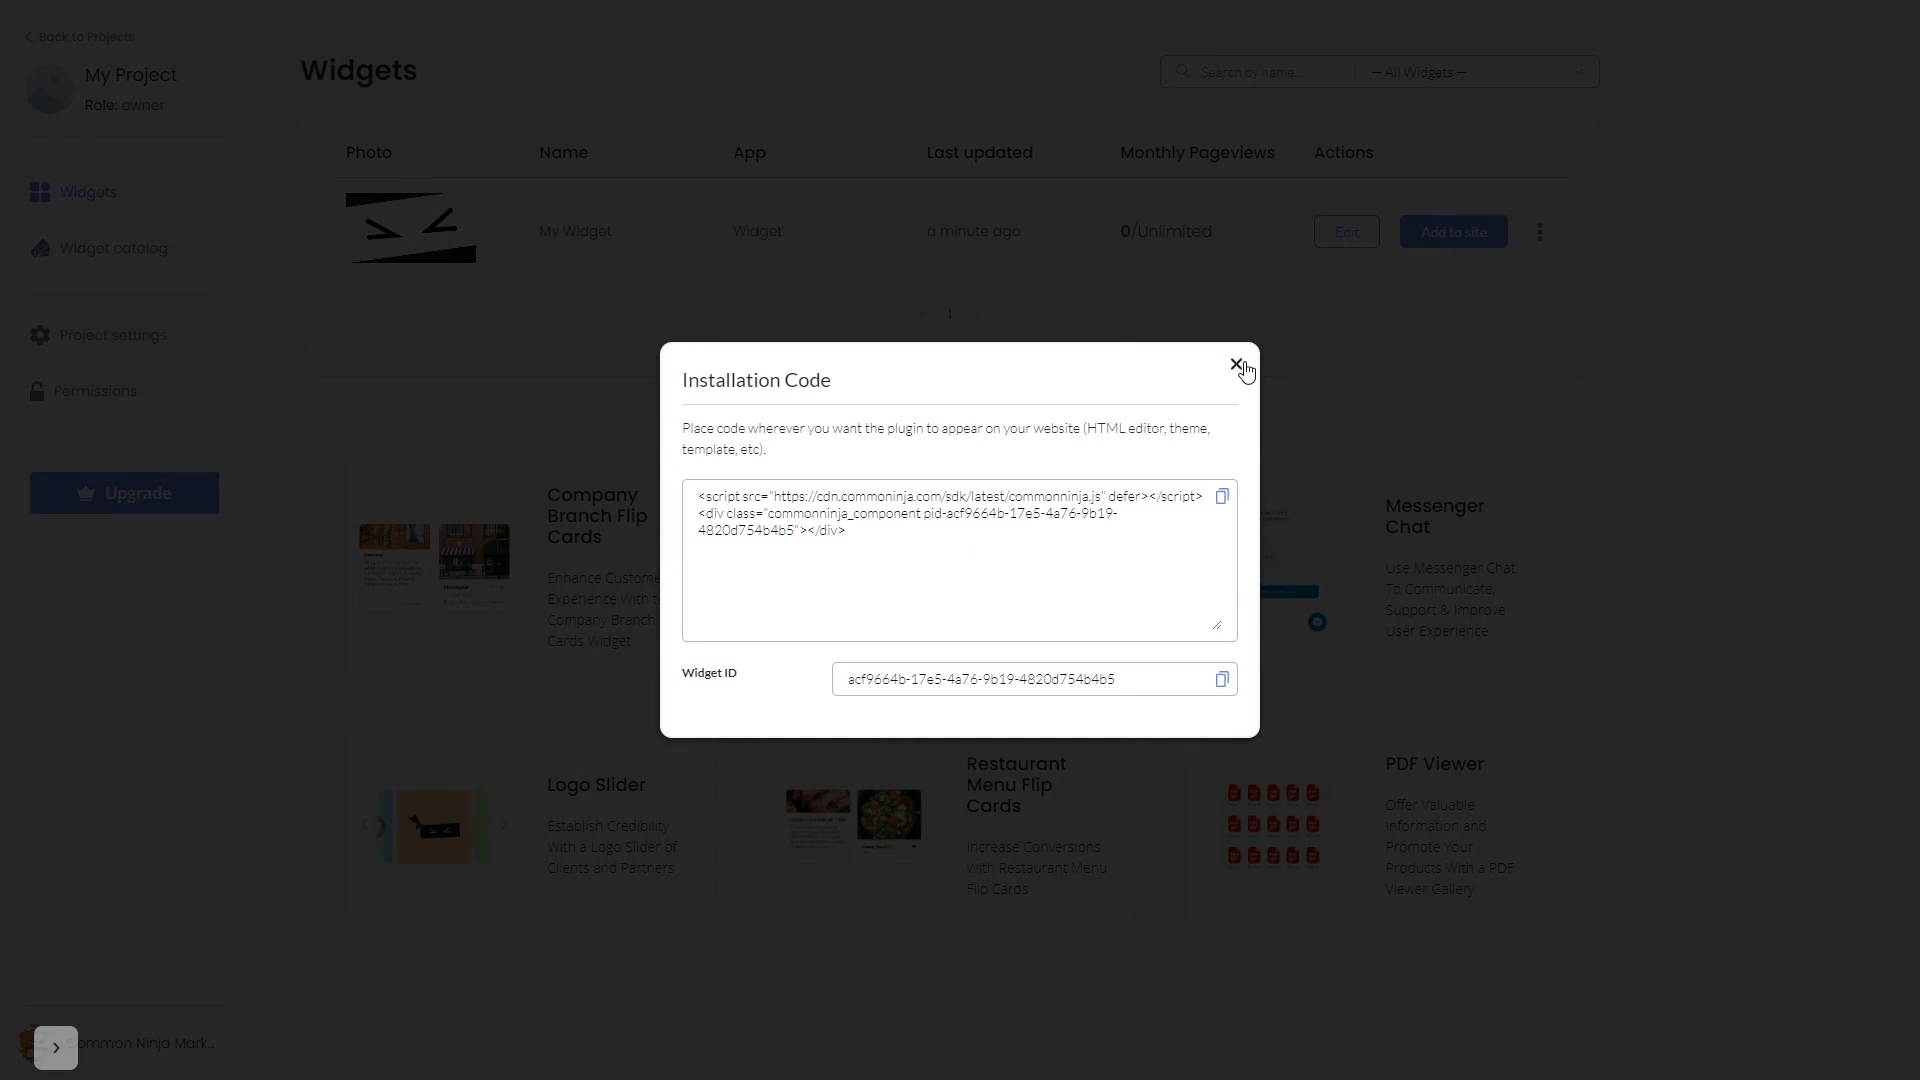 Back to Projects
My Project
Role: owner
Widgets
Widget catalog
Project settings
Permissions
Upgrade
Widgets
Search by name...
— All Widgets —
Photo
Name
App
Last updated
Monthly Pageviews
Actions
My Widget
Widget
a minute ago
0/Unlimited
Edit
Add to site
1
Installation Code
Place code wherever you want the plugin to appear on your website (HTML editor, theme,
template, etc).
<script src="https://cdn.commoninja.com/sdk/latest/commonninja.js" defer></script>
<div class="commonninja_component pid-acf9664b-17e5-4a76-9b19-
4820d754b4b5"></div>
Widget ID
acf9664b-17e5-4a76-9b19-4820d754b4b5
Company
Branch Flip
Cards
Enhance Custome
Experience With
Company Branch
Cards Widget
Messenger
Chat
Use Messenger Chat
To Communicate,
Support & Improve
User Experience
Logo Slider
Establish Credibility
With a Logo Slider of
Clients and Partners
Restaurant
Menu Flip
Cards
Increase Conversions
With Restaurant Menu
Flip Cards
PDF Viewer
Offer Valuable
Information and
Promote Your
Products With a PDF
Viewer Gallery
ommon Ninja Mark...